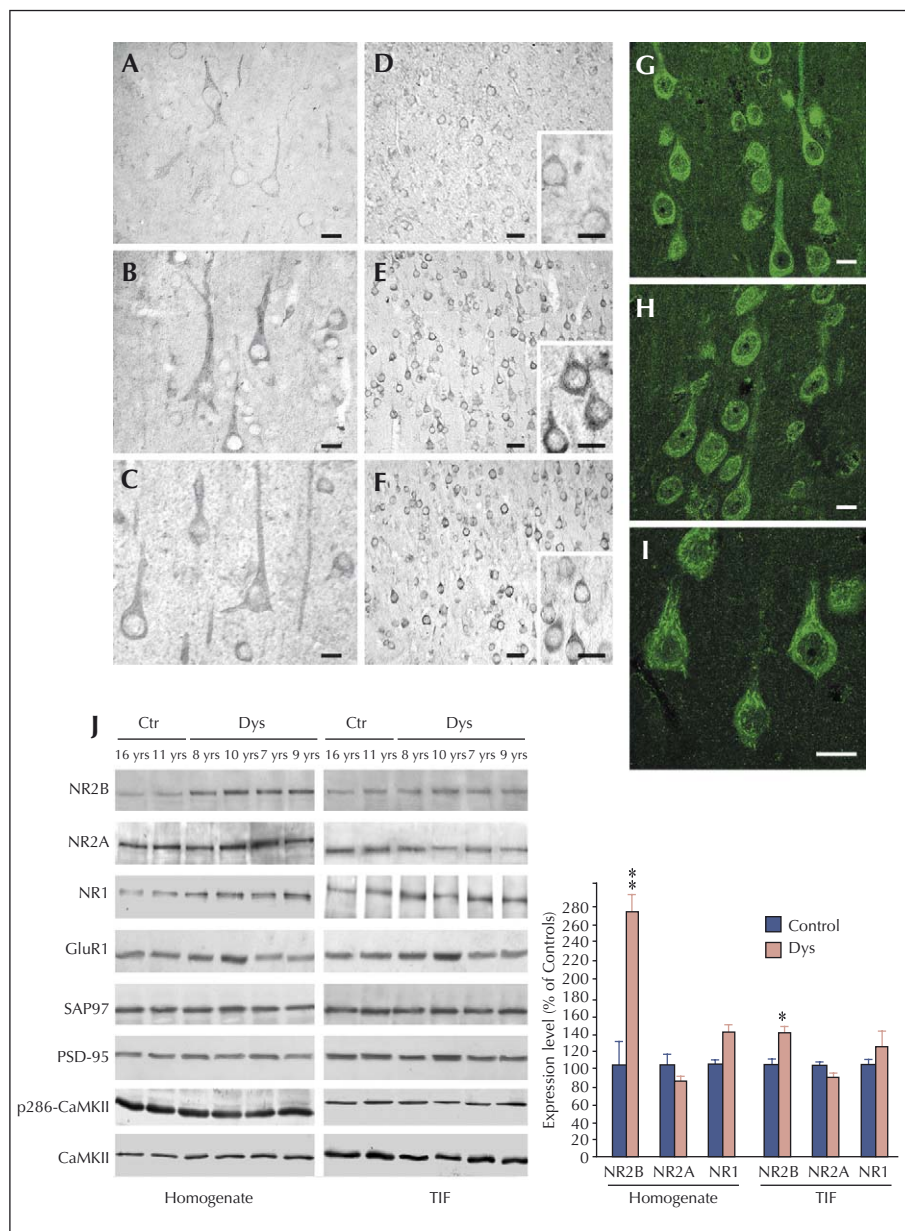 A
D
G
B
E
H
C
F
I
J
Ctr Dys Ctr Dys
16 yrs 11 yrs 8 yrs 10 yrs 7 yrs 9 yrs 16 yrs 11 yrs 8 yrs 10 yrs 7 yrs 9 yrs
NR2B
NR2A
NR1
GluR1
SAP97
PSD-95
p286-CaMKII
CaMKII
Homogenate TIF
Expression level (% of Controls)
280
260
240
220
200
180
160
140
120
100
80
60
40
20
0
**
*
Control
Dys
NR2B NR2A NR1 NR2B NR2A NR1
Homogenate TIF